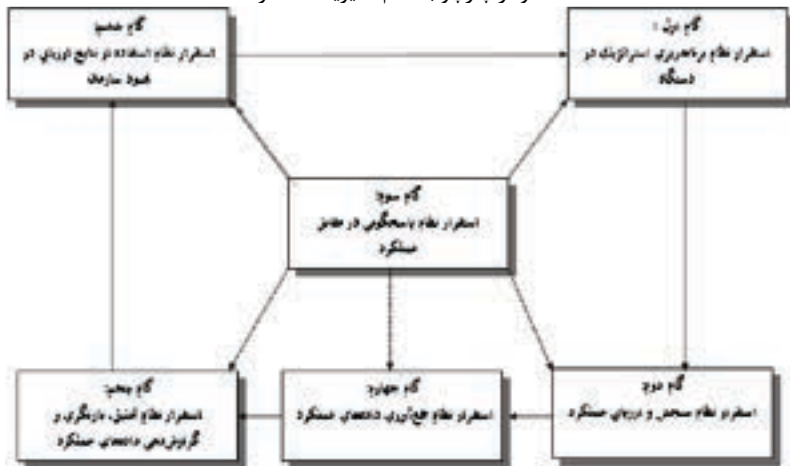 گام اول:
استقرار نظام برنامه‌ریزی استراتژیک در
دستگاه
گام دوم:
استقرار نظام سنجش و ارزیابی عملکرد
گام سوم:
استقرار نظام پاسخگویی در مقابل
عملکرد
گام چهارم:
استقرار نظام جمع‌آوری داده‌های عملکرد
گام پنجم:
استقرار نظام تحلیل، بازنگری و
گزارش‌دهی داده‌های عملکرد
گام ششم:
استقرار نظام استفاده از نتایج ارزیابی در
بهبود سازمان